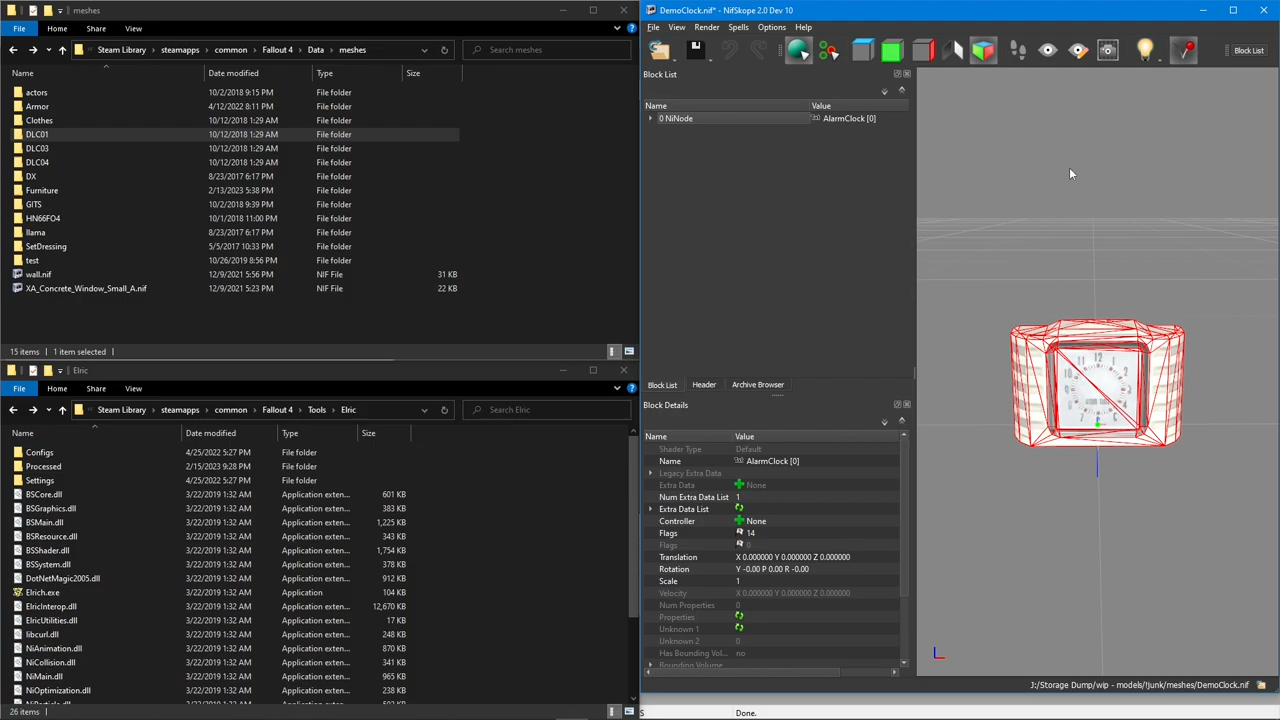 meshes
File Home Share View
Steam Library steamapps common Fallout 4 Data meshes
Search meshes
Name Date modified Type Size
actors 10/2/2018 9:15 PM File folder
Armor 4/12/2022 8:11 PM File folder
Clothes 10/12/2018 1:29 AM File folder
DLC01 10/12/2018 1:29 AM File folder
DLC03 10/12/2018 1:29 AM File folder
DLC04 10/12/2018 1:29 AM File folder
DX 8/23/2017 6:17 PM File folder
Furniture 2/13/2023 5:38 PM File folder
GITS 10/2/2018 9:39 PM File folder
HN66FO4 10/1/2018 11:00 PM File folder
llama 8/23/2017 6:17 PM File folder
SetDressing 5/5/2017 10:33 PM File folder
test 10/26/2019 8:56 PM File folder
wall.nif 12/9/2021 5:56 PM NIF File 31 KB
XA_Concrete_Window_Small_A.nif 12/9/2021 5:23 PM NIF File 22 KB
15 items 1 item selected
Elric
File Home Share View
Steam Library steamapps common Fallout 4 Tools Elric
Search Elric
Name Date modified Type Size
Configs 4/25/2022 3:47 PM File folder
Processed 2/15/2023 9:28 PM File folder
Settings 4/25/2022 3:47 PM File folder
BSCore.dll 3/22/2019 1:32 AM Application exten... 601 KB
BSGraphics.dll 3/22/2019 1:32 AM Application exten... 383 KB
BSMain.dll 3/22/2019 1:32 AM Application exten... 1,225 KB
BSResource.dll 3/22/2019 1:32 AM Application exten... 343 KB
BSShader.dll 3/22/2019 1:32 AM Application exten... 1,754 KB
BSSystem.dll 3/22/2019 1:32 AM Application exten... 378 KB
DotNetMagic2005.dll 3/22/2019 1:32 AM Application exten... 912 KB
Elrich.exe 3/22/2019 1:32 AM Application 104 KB
ElricInterop.dll 3/22/2019 1:32 AM Application exten... 12,670 KB
ElricUtilities.dll 3/22/2019 1:32 AM Application exten... 17 KB
libcurl.dll 3/22/2019 1:32 AM Application exten... 248 KB
NiAnimation.dll 3/22/2019 1:32 AM Application exten... 870 KB
NiCollision.dll 3/22/2019 1:32 AM Application exten... 341 KB
NiMain.dll 3/22/2019 1:32 AM Application exten... 965 KB
NiOptimization.dll 3/22/2019 1:32 AM Application exten... 238 KB
26 items
DemoClock.nif* - NifSkope 2.0 Dev 10
File View Render Spells Options Help
Block List
Block List
Name Value
0 NiNode AlarmClock [0]
Block List Header Archive Browser
Block Details
Name Value
Shader Type Default
Name AlarmClock [0]
Legacy Extra Data
Extra Data None
Num Extra Data List 1
Extra Data List
Controller None
Flags 14
Flags 0
Translation X 0.000000 Y 0.000000 Z 0.000000
Rotation Y -0.00 P 0.00 R -0.00
Scale 1
Velocity X 0.000000 Y 0.000000 Z 0.000000
Num Properties 0
Properties
Unknown 1
Unknown 2 0
Has Bounding Vol... no
Bounding Volume
12
J:/Storage Dump/wip - models/!junk/meshes/DemoClock.nif
S Done.